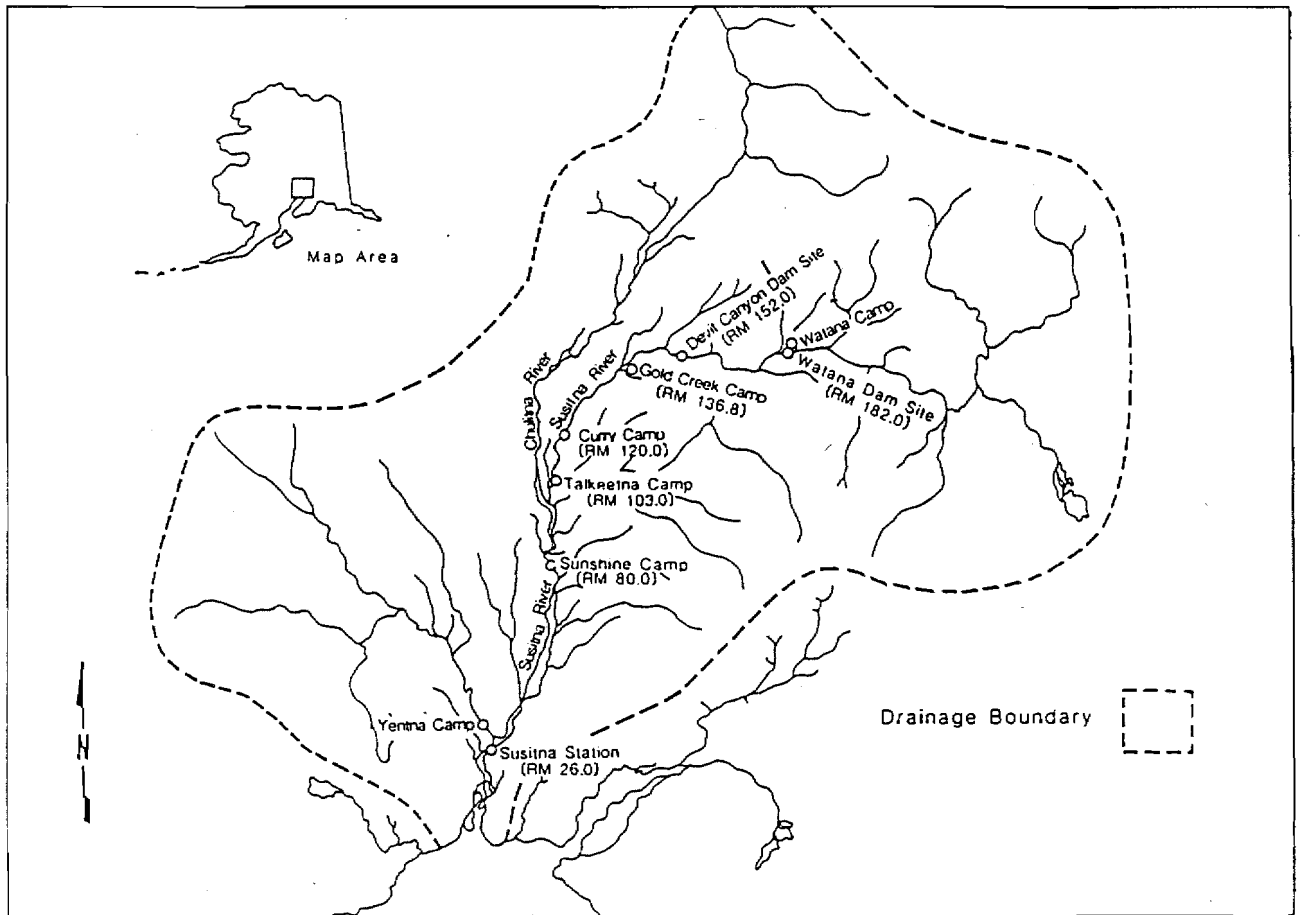 Map Area
Devil Canyon Dam Site
(RM 152.0)
Watana Camp
Watana Dam Site
(RM 182.0)
Chulitna River
Susitna River
Gold Creek Camp
(RM 136.8)
Curry Camp
(RM 120.0)
Talkeetna Camp
(RM 103.0)
Sunshine Camp
(RM 80.0)
Susitna River
Yentna Camp
Susitna Station
(RM 26.0)
Drainage Boundary
N